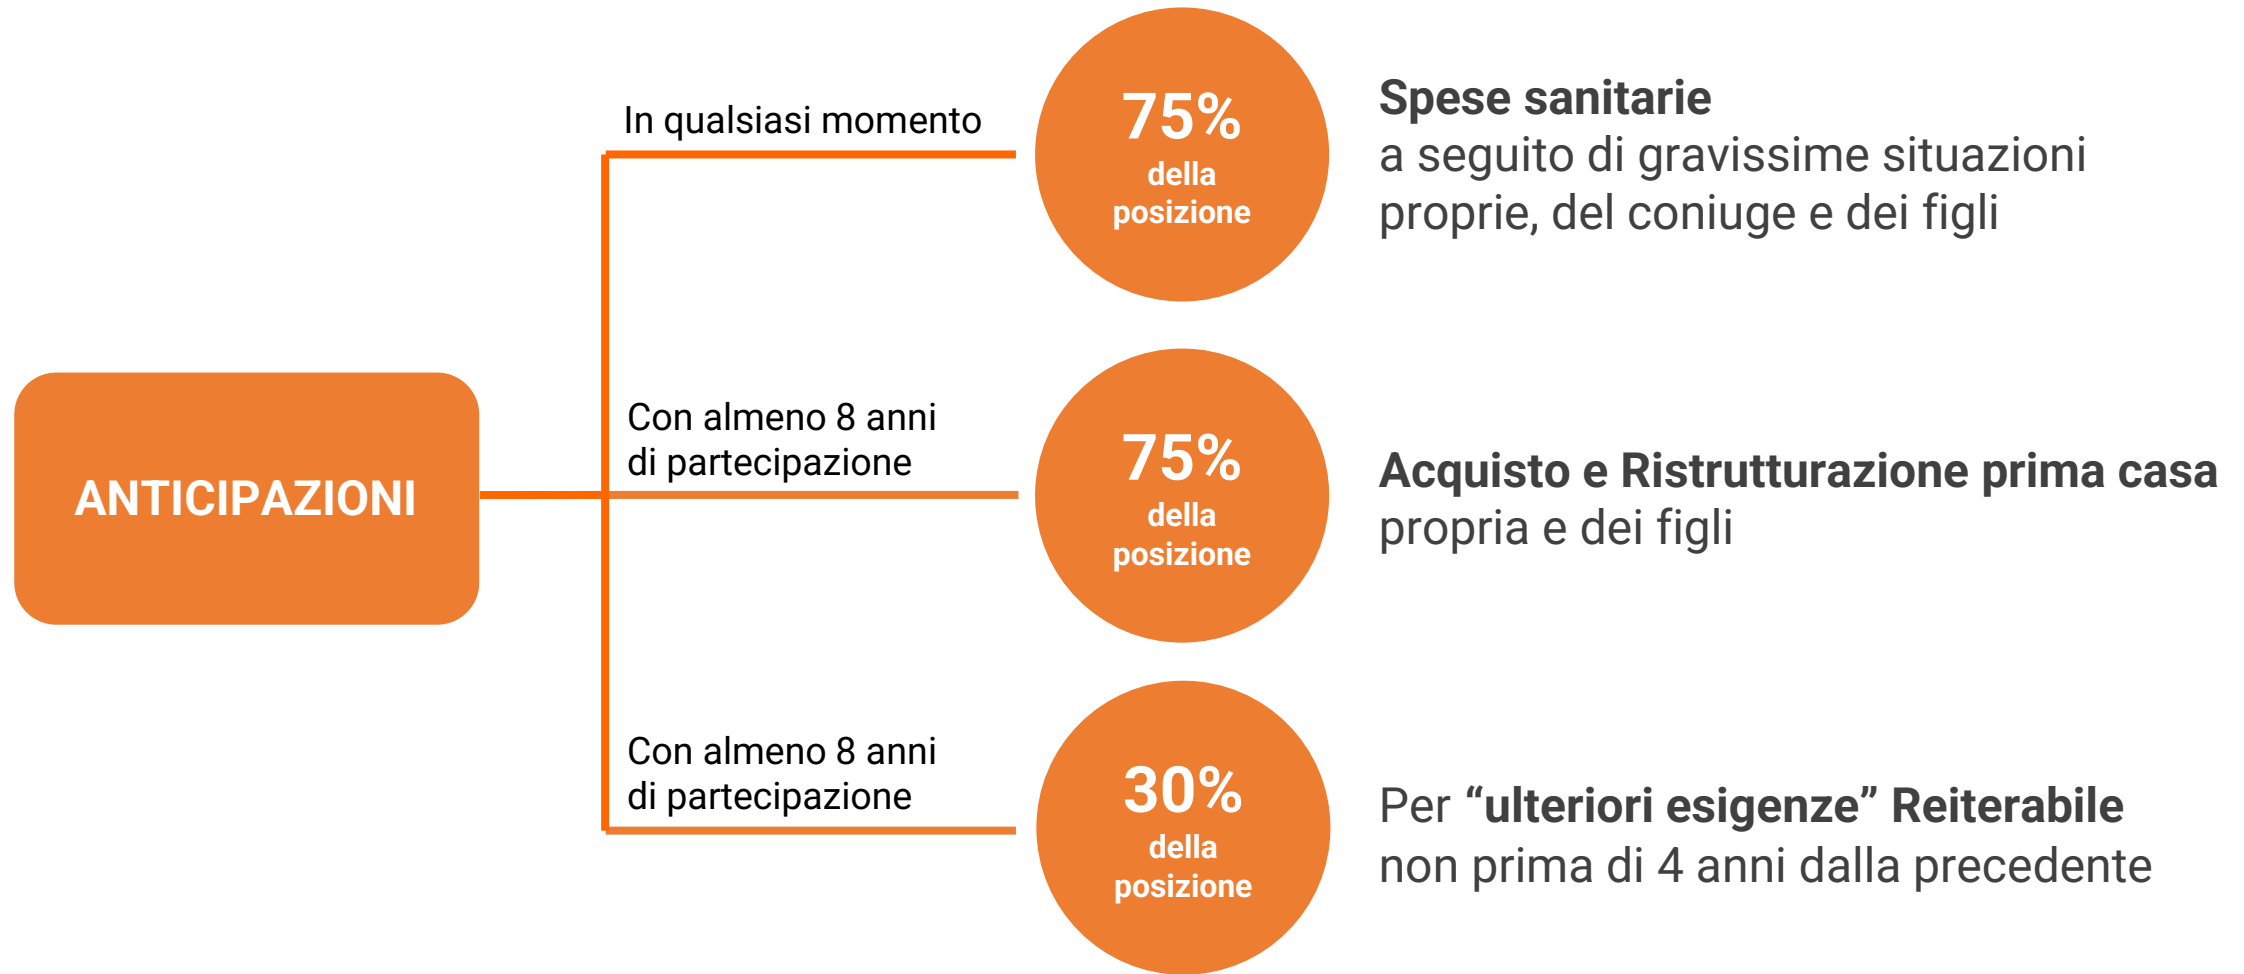 ANTICIPAZIONI
In qualsiasi momento
75%
della
posizione
Spese sanitarie
a seguito di gravissime situazioni
proprie, del coniuge e dei figli
Con almeno 8 anni
di partecipazione
75%
della
posizione
Acquisto e Ristrutturazione prima casa
propria e dei figli
Con almeno 8 anni
di partecipazione
30%
della
posizione
Per “ulteriori esigenze” Reiterabile
non prima di 4 anni dalla precedente